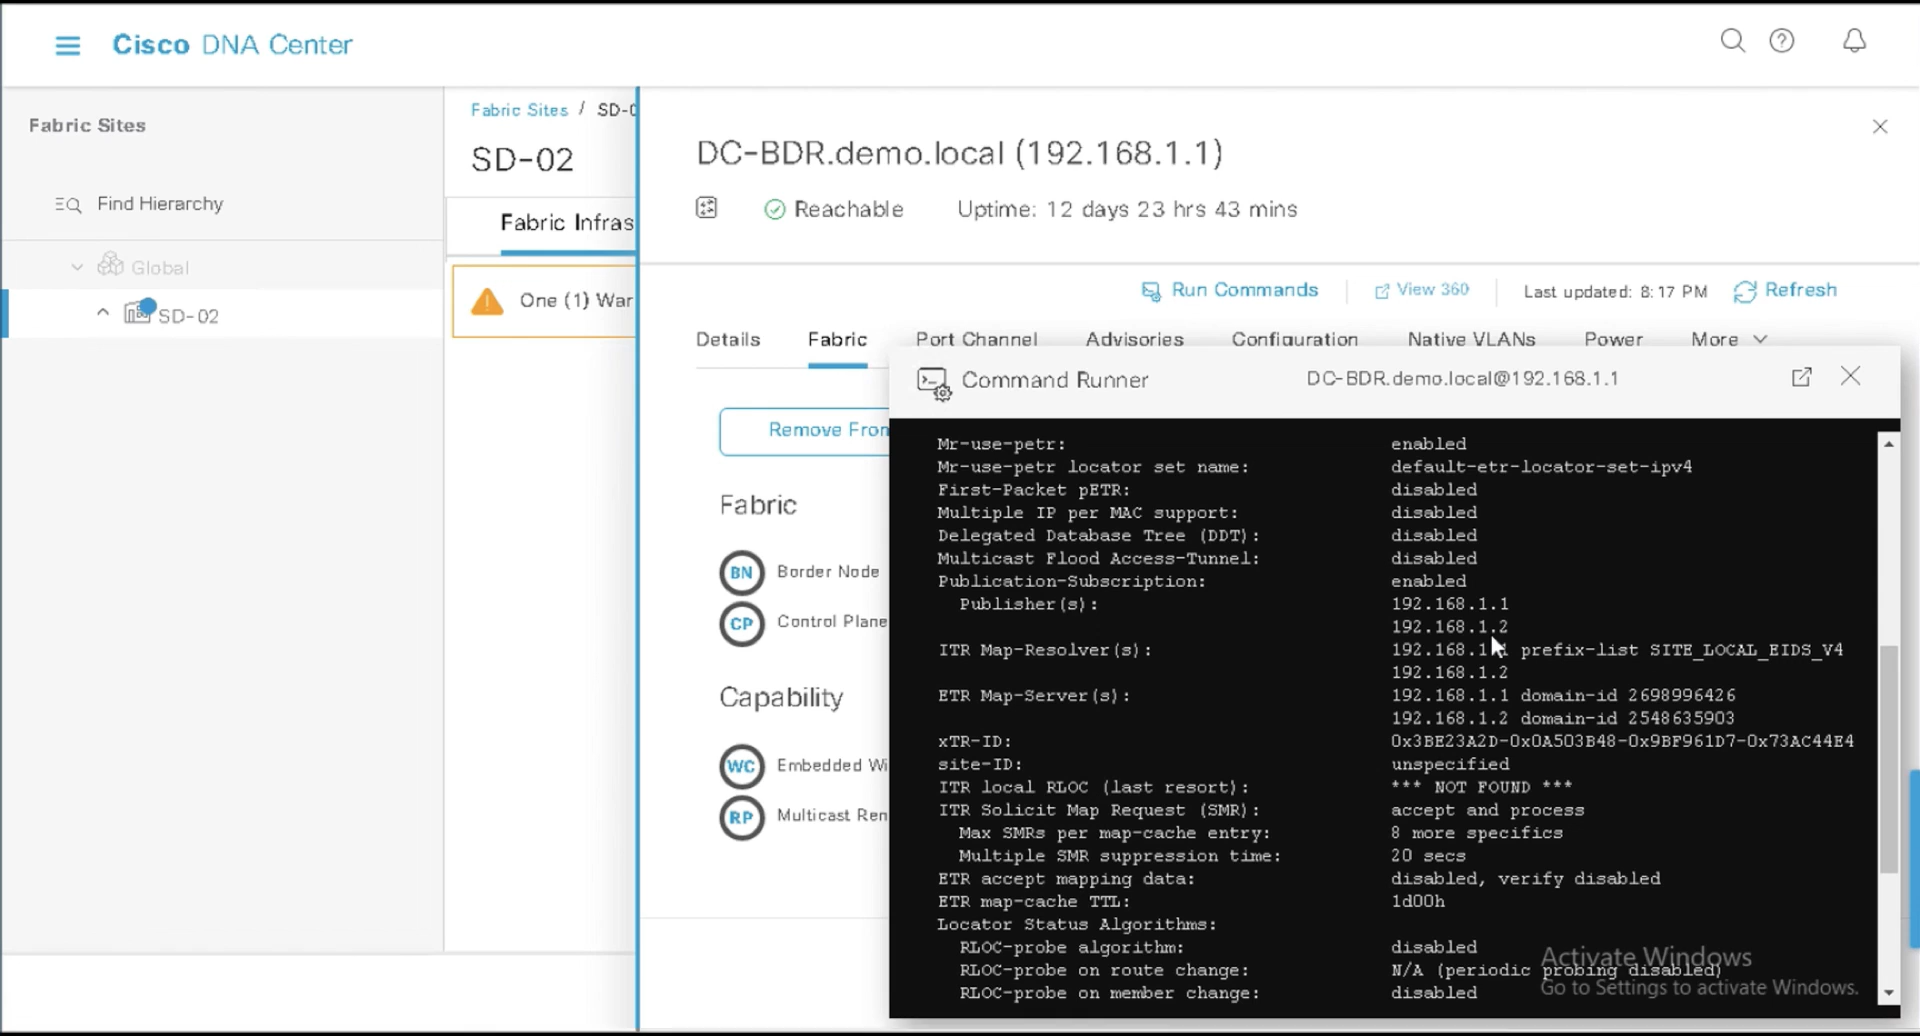 Cisco DNA Center
Fabric Sites
Find Hierarchy
Global
SD-02
Fabric Sites / SD-0
SD-02
Fabric Infras
One (1) War
DC-BDR.demo.local (192.168.1.1)
Reachable Uptime: 12 days 23 hrs 43 mins
Run Commands View 360 Last updated: 8:17 PM Refresh
Details Fabric Port Channel Advisories Configuration Native VLANs Power More
Remove From
Fabric
BN Border Node
CP Control Plane
Capability
WC Embedded Wi
RP Multicast Ren
Command Runner DC-BDR.demo.local@192.168.1.1
Mr-use-petr: enabled
Mr-use-petr locator set name: default-etr-locator-set-ipv4
First-Packet pETR: disabled
Multiple IP per MAC support: disabled
Delegated Database Tree (DDT): disabled
Multicast Flood Access-Tunnel: disabled
Publication-Subscription: enabled
Publisher(s): 192.168.1.1
192.168.1.2
ITR Map-Resolver(s): 192.168.1.1 prefix-list SITE_LOCAL_EIDS_V4
192.168.1.2
ETR Map-Server(s): 192.168.1.1 domain-id 2698996426
192.168.1.2 domain-id 2548635903
xTR-ID: 0x3BE23A2D-0x0A503B48-0x9BF961D7-0x73AC44E4
site-ID: unspecified
ITR local RLOC (last resort): *** NOT FOUND ***
ITR Solicit Map Request (SMR): accept and process
Max SMRs per map-cache entry: 8 more specifics
Multiple SMR suppression time: 20 secs
ETR accept mapping data: disabled, verify disabled
ETR map-cache TTL: 1d00h
Locator Status Algorithms:
RLOC-probe algorithm: disabled
RLOC-probe on route change: N/A (periodic probing disabled)
RLOC-probe on member change: disabled
Activate Windows
Go to Settings to activate Windows.